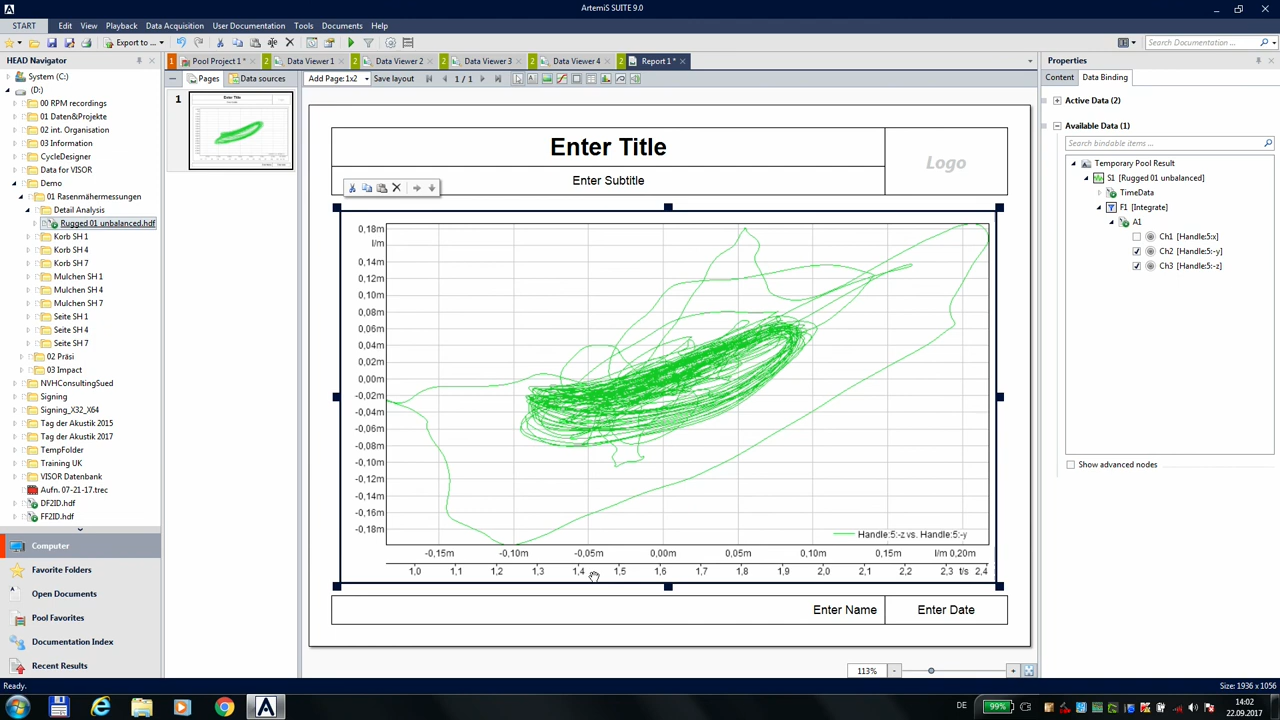 ArtemiS SUITE 9.0
START Edit View Playback Data Acquisition User Documentation Tools Documents Help
Export to ...
Search Documentation...
HEAD Navigator
Pool Project 1 *
Data Viewer 1
Data Viewer 2
Data Viewer 3
Data Viewer 4
Report 1 *
Properties
Pages Data sources
Add Page: 1x2 Save layout 1 / 1
Content Data Binding
System (C:)
(D:)
00 RPM recordings
01 Daten&Projekte
02 int. Organisation
03 Information
CycleDesigner
Data for VISOR
Demo
01 Rasenmähermessungen
Detail Analysis
Rugged 01 unbalanced.hdf
Korb SH 1
Korb SH 4
Korb SH 7
Mulchen SH 1
Mulchen SH 4
Mulchen SH 7
Seite SH 1
Seite SH 4
Seite SH 7
02 Präsi
03 Impact
NVHConsultingSued
Signing
Signing_X32_X64
Tag der Akustik 2015
Tag der Akustik 2017
TempFolder
Training UK
VISOR Datenbank
Aufn. 07-21-17.trec
DF2ID.hdf
FF2ID.hdf
Computer
Favorite Folders
Open Documents
Pool Favorites
Documentation Index
Recent Results
1
Enter Title
Enter Title
Logo
Enter Subtitle
0,18m
l/m
0,14m
0,12m
0,10m
0,08m
0,06m
0,04m
0,02m
0,00m
-0,02m
-0,04m
-0,06m
-0,08m
-0,10m
-0,12m
-0,14m
-0,16m
-0,18m
Handle:5:-z vs. Handle:5:-y
-0,15m -0,10m -0,05m 0,00m 0,05m 0,10m 0,15m l/m 0,20m
1,0 1,1 1,2 1,3 1,4 1,5 1,6 1,7 1,8 1,9 2,0 2,1 2,2 2,3 t/s 2,4
Enter Name Enter Date
113%
Active Data (2)
Available Data (1)
Search bindable items ...
Temporary Pool Result
S1 [Rugged 01 unbalanced]
TimeData
F1 [Integrate]
A1
Ch1 [Handle:5:x]
Ch2 [Handle:5:-y]
Ch3 [Handle:5:-z]
Show advanced nodes
Ready.
Size: 1936 x 1056
DE
99%
14:02
22.09.2017